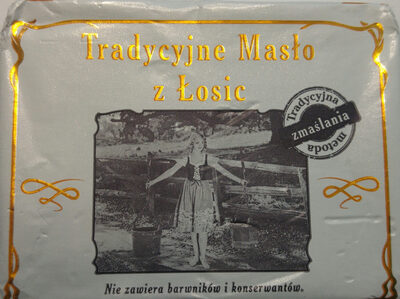 Tradycyjne Masło
z Łosic
Tradycyjna
zmaślania
metoda
Nie zawiera barwników i konserwantów.